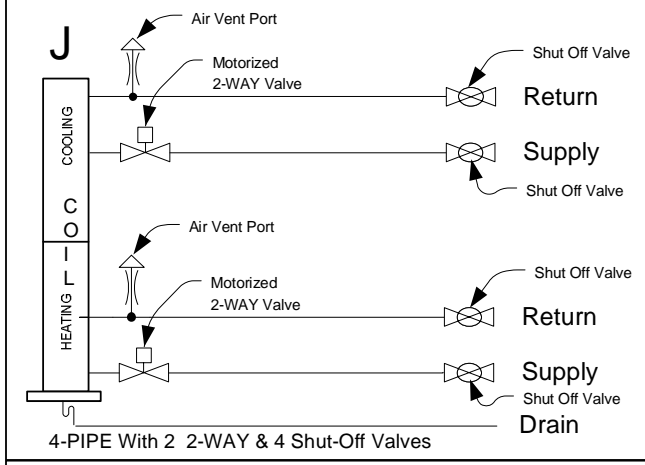 J
Air Vent Port
Motorized
2-WAY Valve
Shut Off Valve
Return
Supply
Shut Off Valve
COOLING
COIL
HEATING
Air Vent Port
Motorized
2-WAY Valve
Shut Off Valve
Return
Supply
Shut Off Valve
Drain
4-PIPE With 2 2-WAY & 4 Shut-Off Valves